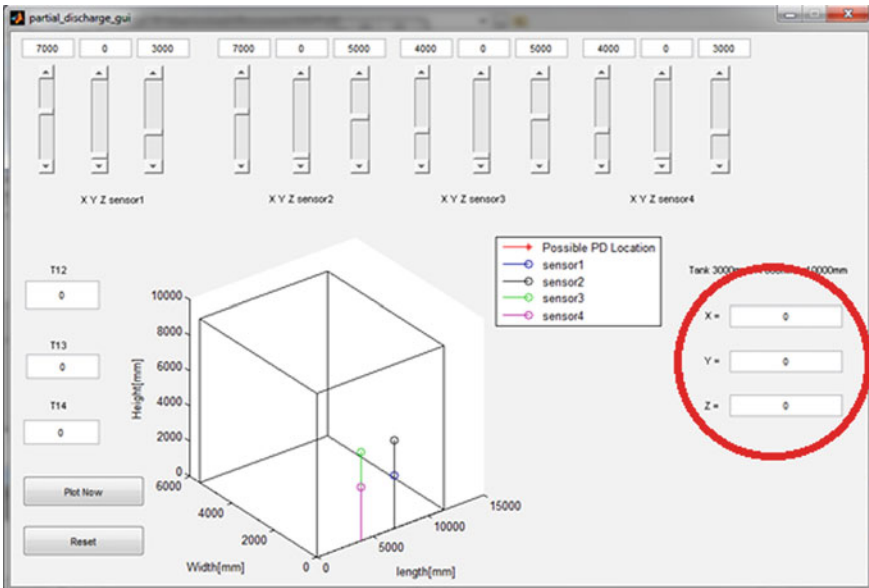 partial_discharge_gui
7000 0 3000 7000 0 5000 4000 0 5000 4000 0 3000
X Y Z sensor1 X Y Z sensor2 X Y Z sensor3 X Y Z sensor4
Possible PD Location
sensor1
sensor2
sensor3
sensor4
Tank 3000mm 10000mm
T12
0
T13
0
T14
0
Plot Now
Reset
X = 0
Y = 0
Z = 0
Height[mm]
10000
8000
6000
4000
2000
0
6000
4000
2000
0
Width[mm]
0
5000
10000
15000
length[mm]